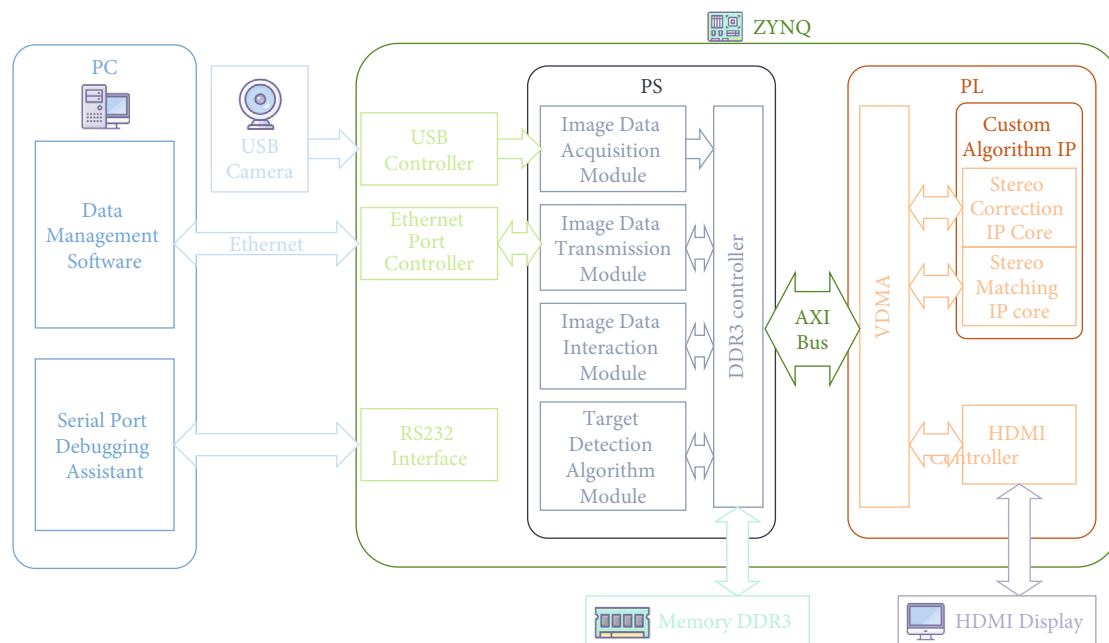 ZYNQ
PC
Data
Management
Software
Serial Port
Debugging
Assistant
USB
Camera
Ethernet
USB
Controller
Ethernet
Port
Controller
RS232
Interface
PS
Image Data
Acquisition
Module
Image Data
Transmission
Module
Image Data
Interaction
Module
Target
Detection
Algorithm
Module
DDR3 controller
AXI
Bus
PL
VDMA
Custom
Algorithm IP
Stereo
Correction
IP Core
Stereo
Matching
IP core
HDMI
Controller
Memory DDR3
HDMI Display